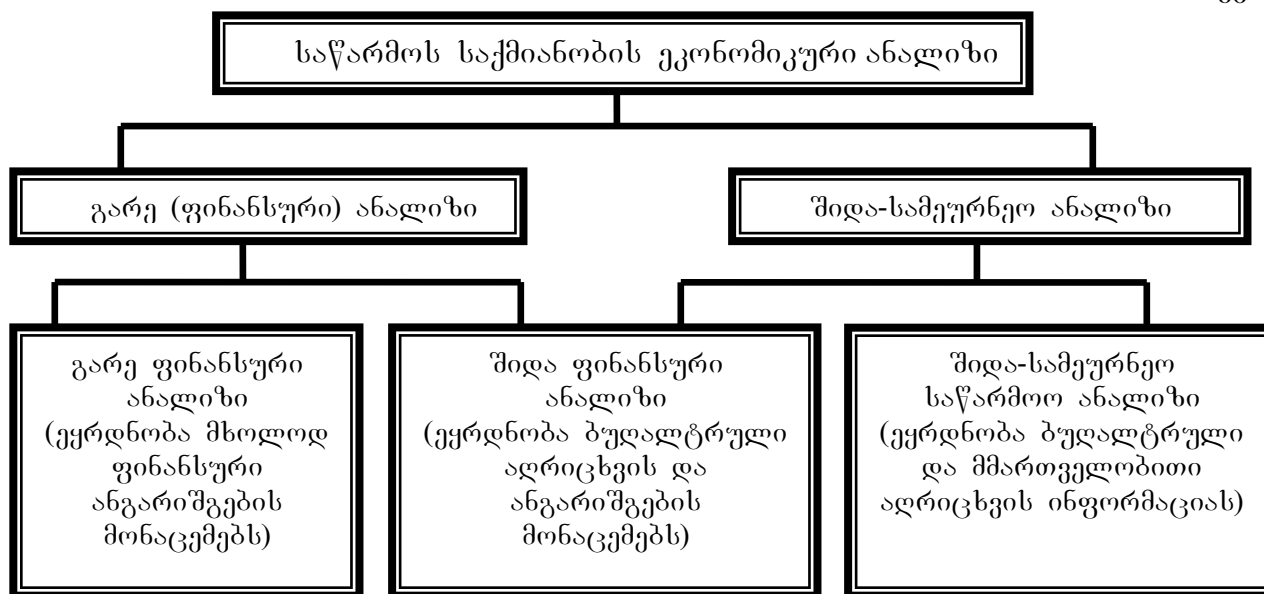 საწარმოს საქმიანობის ეკონომიკური ანალიზი
გარე (ფინანსური) ანალიზი
შიდა-სამეურნეო ანალიზი
გარე ფინანსური
ანალიზი
(ეყრდნობა მხოლოდ
ფინანსური
ანგარიშგების
მონაცემებს)
შიდა ფინანსური
ანალიზი
(ეყრდნობა ბუღალტრული
აღრიცხვის და
ანგარიშგების
მონაცემებს)
შიდა-სამეურნეო
საწარმოო ანალიზი
(ეყრდნობა ბუღალტრული
და მმართველობითი
აღრიცხვის ინფორმაციას)